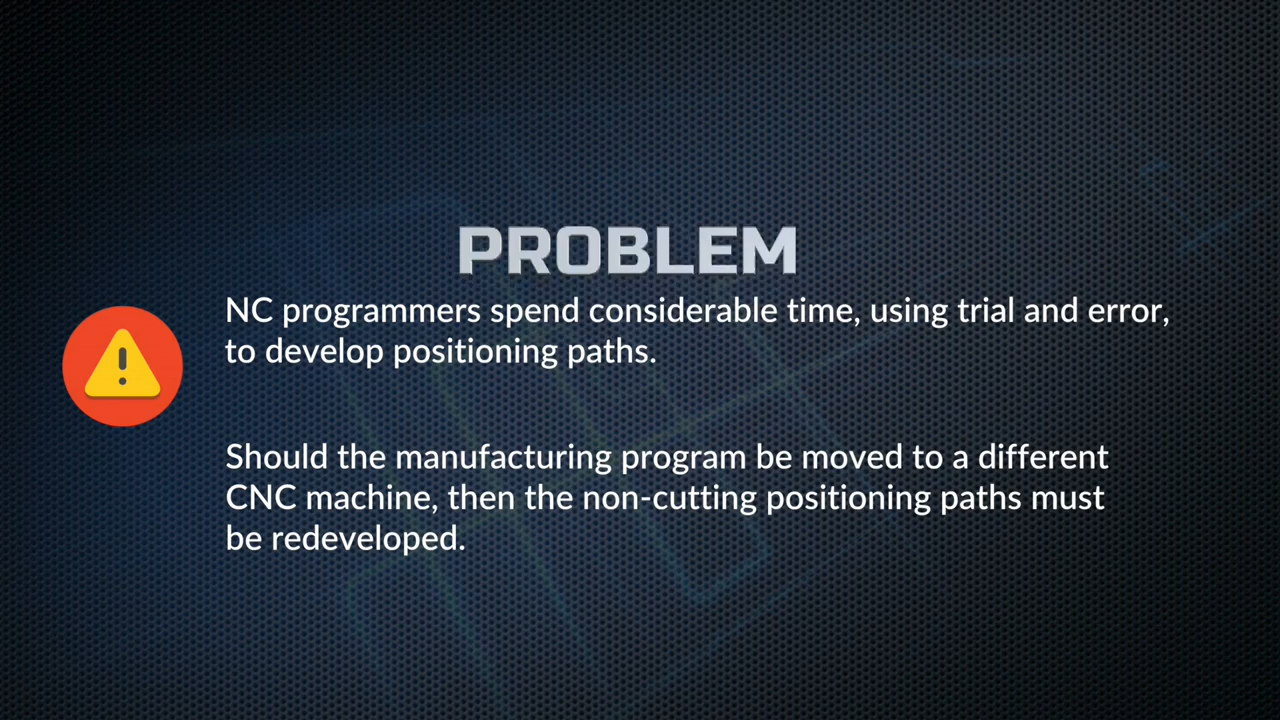 PROBLEM
NC programmers spend considerable time, using trial and error,
to develop positioning paths.
Should the manufacturing program be moved to a different
CNC machine, then the non-cutting positioning paths must
be redeveloped.